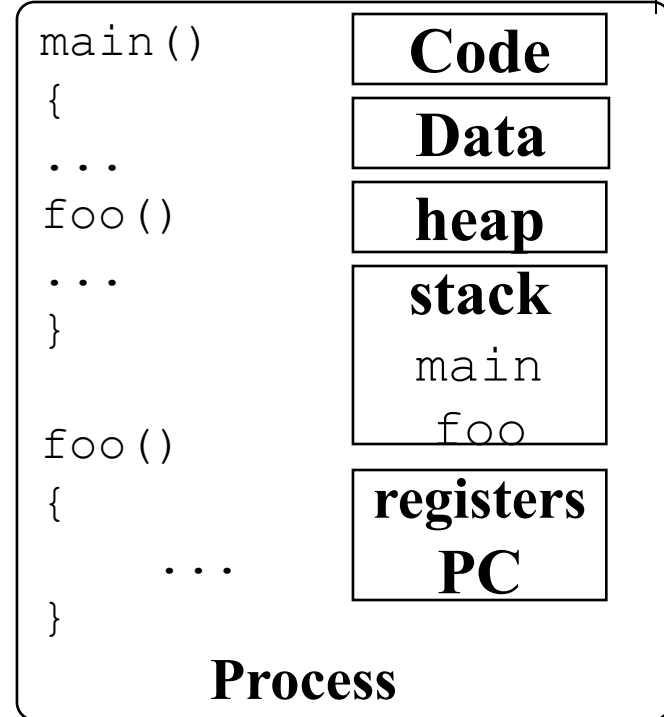 main()
{
...
foo()
...
}
foo()
{
...
}
Code
Data
heap
stack
main
foo
registers
PC
Process